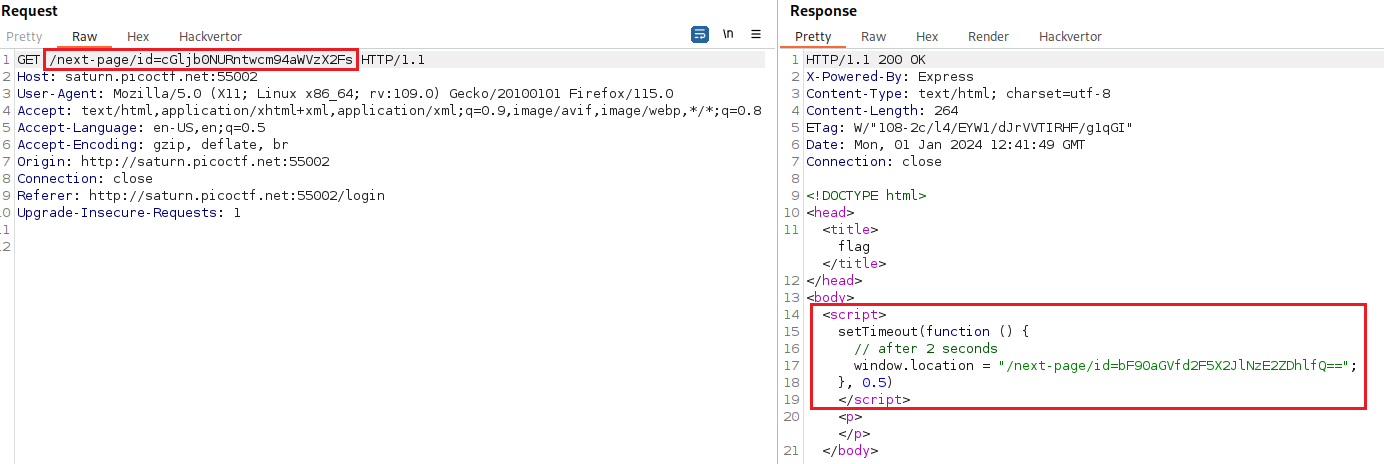 Request
Pretty Raw Hex Hackvertor
\n
1 GET /next-page/id=cGljb0NURntwcm94aWVzX2Fs HTTP/1.1
2 Host: saturn.picoctf.net:55002
3 User-Agent: Mozilla/5.0 (X11; Linux x86_64; rv:109.0) Gecko/20100101 Firefox/115.0
4 Accept: text/html,application/xhtml+xml,application/xml;q=0.9,image/avif,image/webp,*/*;q=0.8
5 Accept-Language: en-US,en;q=0.5
6 Accept-Encoding: gzip, deflate, br
7 Origin: http://saturn.picoctf.net:55002
8 Connection: close
9 Referer: http://saturn.picoctf.net:55002/login
0 Upgrade-Insecure-Requests: 1
1
2
Response
Pretty Raw Hex Render Hackvertor
1 HTTP/1.1 200 OK
2 X-Powered-By: Express
3 Content-Type: text/html; charset=utf-8
4 Content-Length: 264
5 ETag: W/"108-2c/l4/EYW1/dJrVVTIRHF/g1qGI"
6 Date: Mon, 01 Jan 2024 12:41:49 GMT
7 Connection: close
8
9 <!DOCTYPE html>
10 <head>
11 <title>
flag
</title>
12 </head>
13 <body>
14 <script>
15 setTimeout(function () {
16 // after 2 seconds
17 window.location = "/next-page/id=bF90aGVfd2F5X2JlNzE2ZDhlfQ==";
18 }, 0.5)
19 </script>
20 <p>
</p>
21 </body>